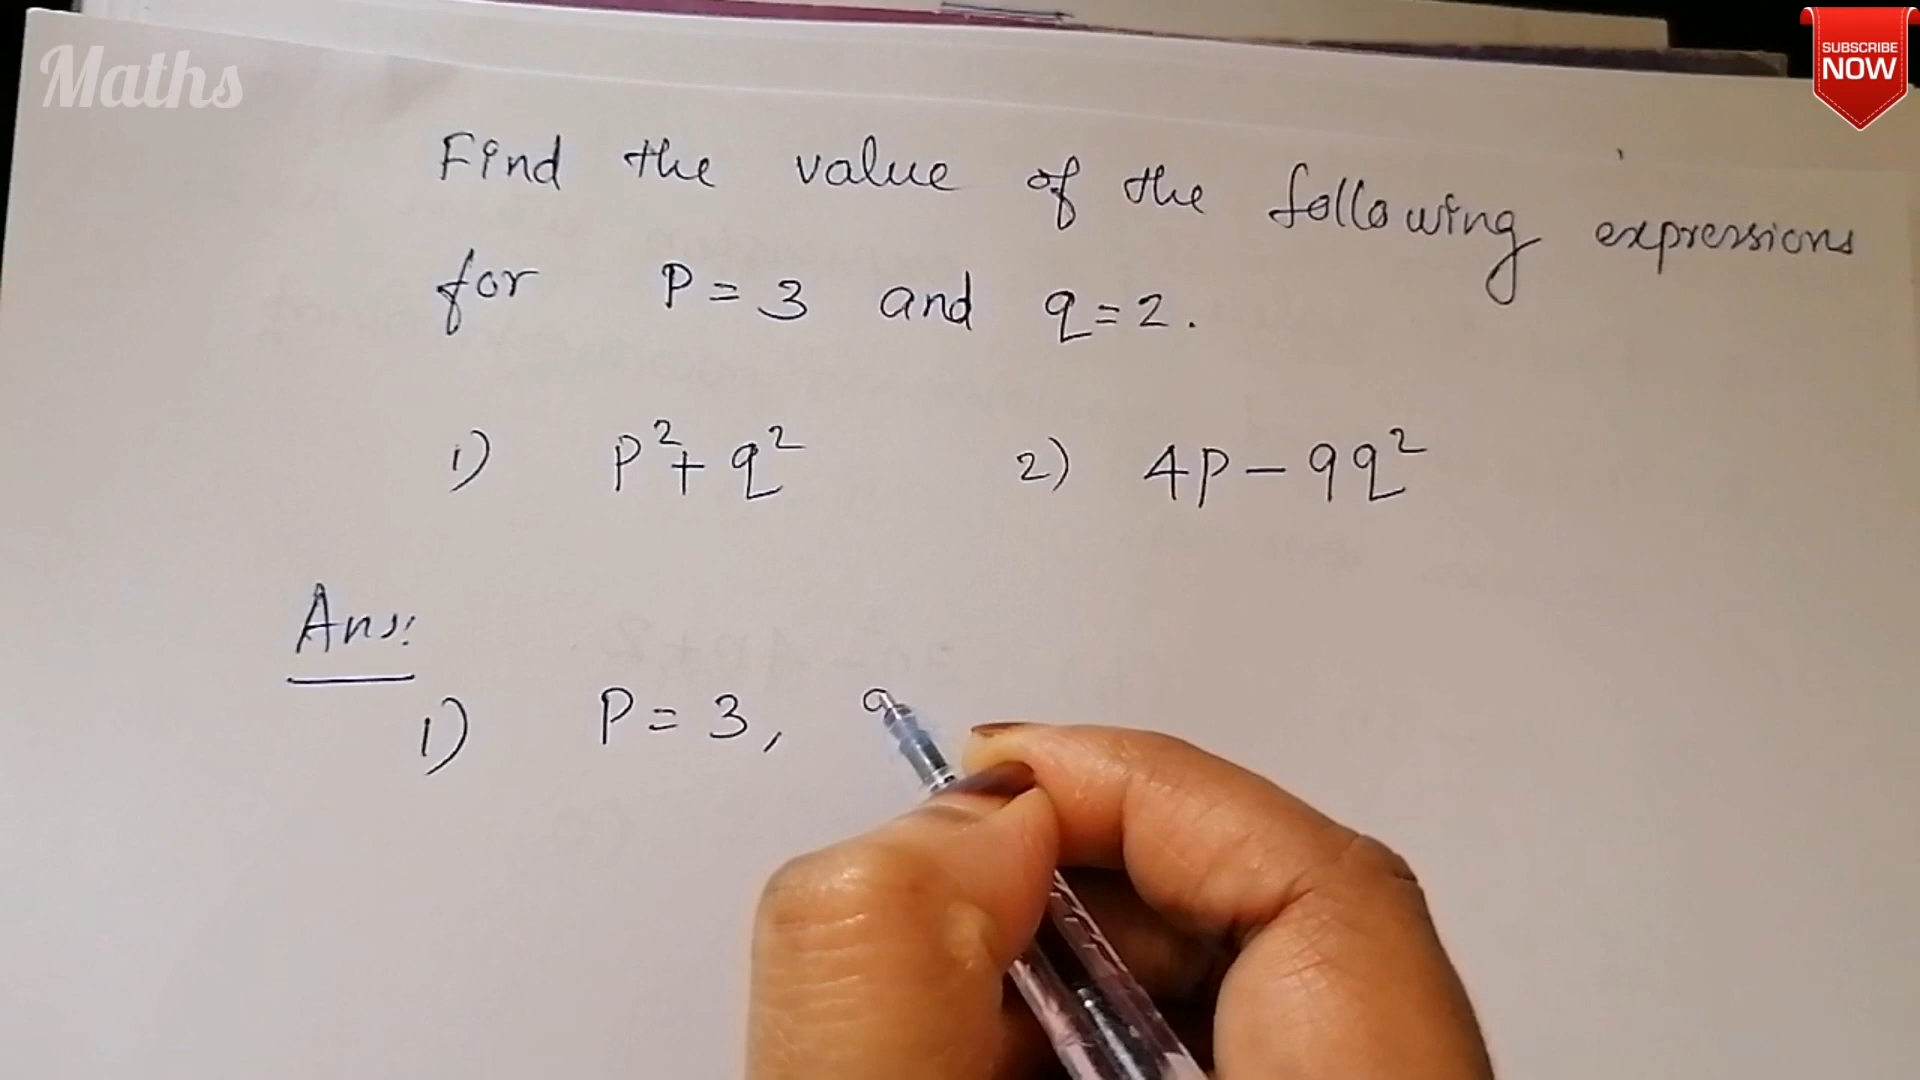 Maths
SUBSCRIBE
NOW
Find the value of the following expressions
for P = 3 and q = 2.
1) p² + q² 2) 4p - 9q²
Ans:
1) P = 3, q